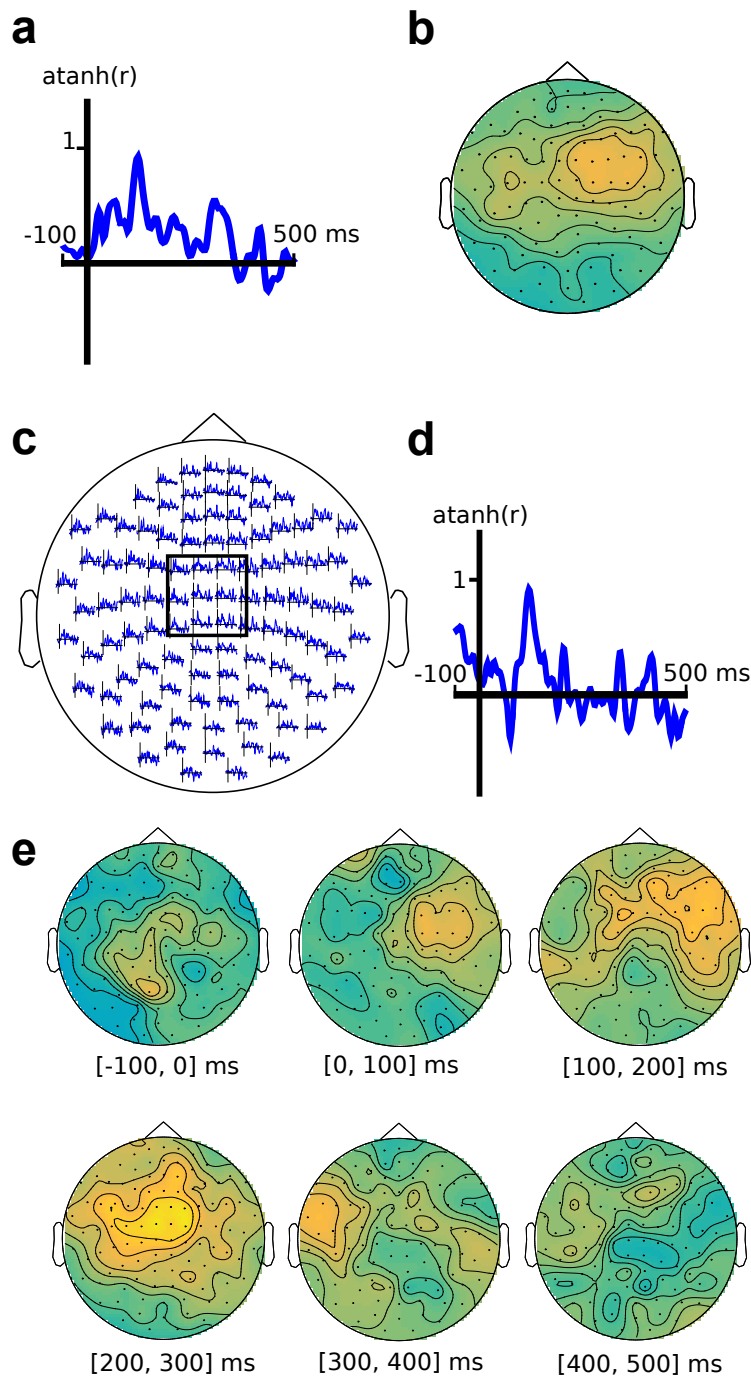 a
atanh(r)
1
-100
500 ms
b
c
d
atanh(r)
1
-100
500 ms
e
[-100, 0] ms
[0, 100] ms
[100, 200] ms
[200, 300] ms
[300, 400] ms
[400, 500] ms